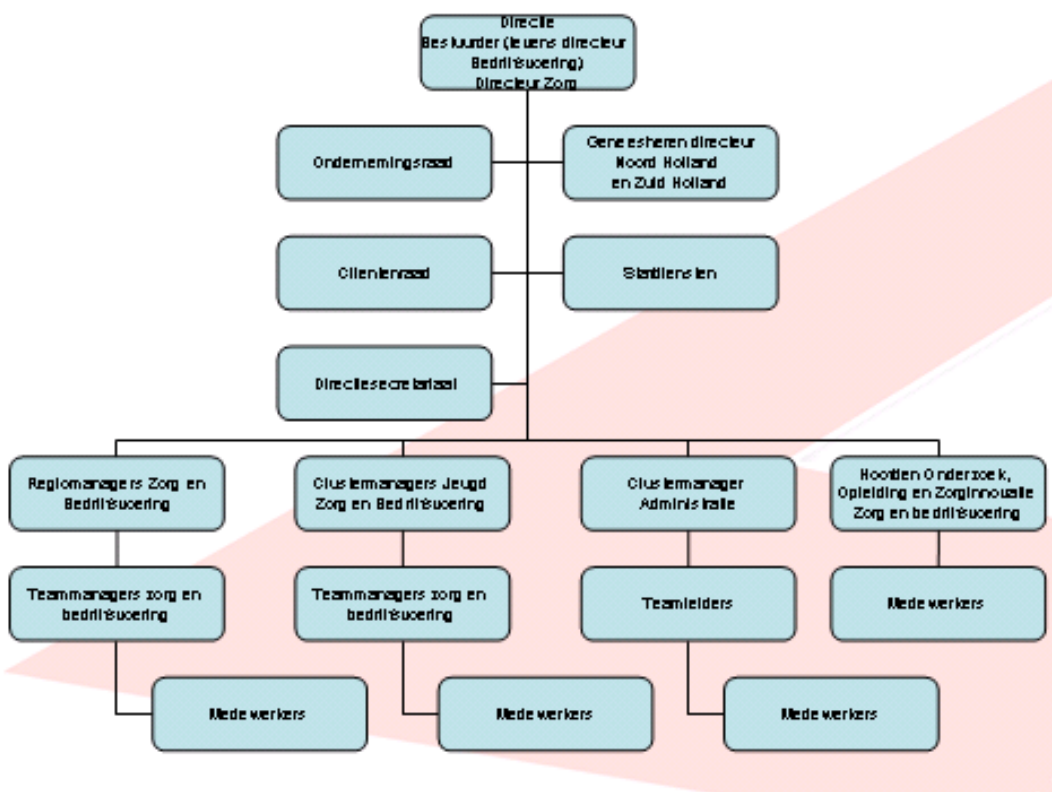 Directie
Bestuurder (tevens directeur
Bedrijfsvoering)
Directeur Zorg
Ondernemingsraad
Geneesheren directeur
Noord Holland
en Zuid Holland
Clientenraad
Stafdiensten
Directiesecretariaat
Regiomanagers Zorg en
Bedrijfsvoering
Clustermanagers Jeugd
Zorg en Bedrijfsvoering
Clustermanager
Administratie
Hoofden Onderzoek,
Opleiding en Zorginnovatie
Zorg en bedrijfsvoering
Teammanagers zorg en
bedrijfsvoering
Teammanagers zorg en
bedrijfsvoering
Teamleiders
Medewerkers
Medewerkers
Medewerkers
Medewerkers